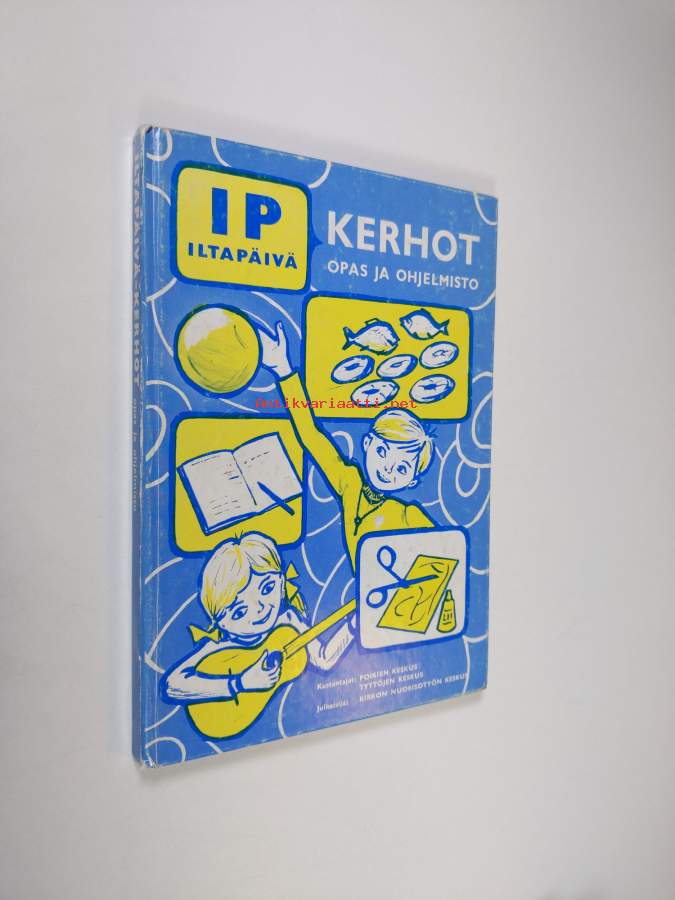 IP
ILTAPÄIVÄ
KERHOT
OPAS JA OHJELMISTO
antikvariaatti.net
Kustantajat: POIKIEN KESKUS
TYTTÖJEN KESKUS
Julkaisija: KIRKON NUORISOTYÖN KESKUS
ILTAPÄIVÄ-KERHOT opas ja ohjelmisto